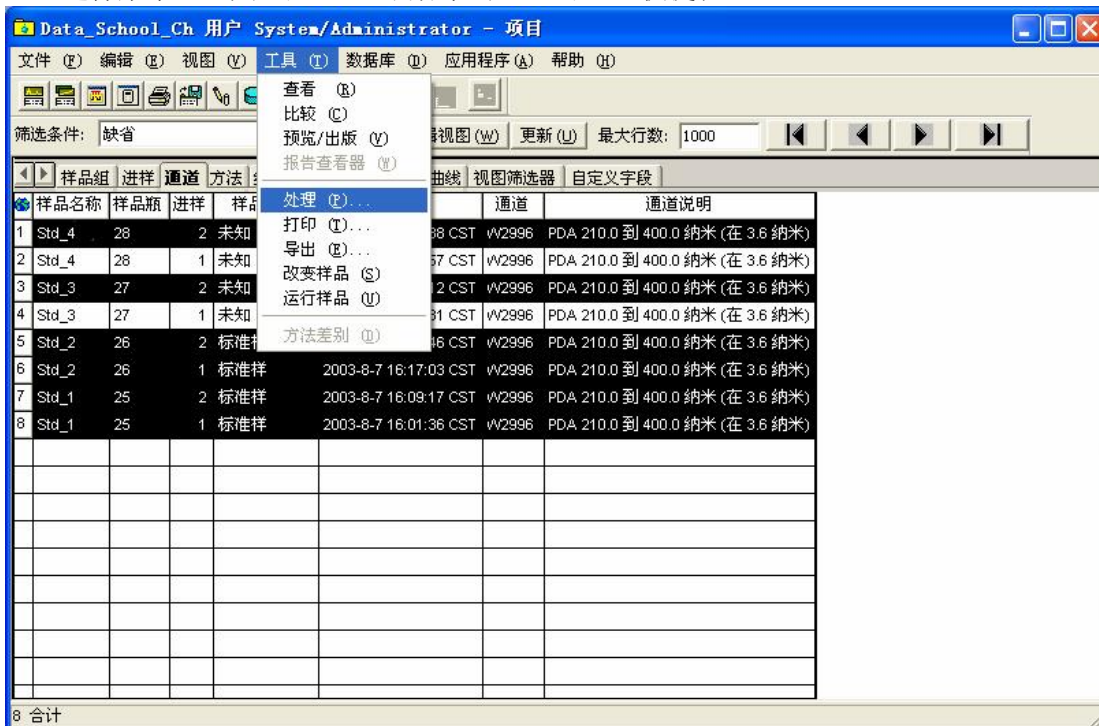 Data_School_Ch 用户 System/Administrator - 项目
文件 (F) 编辑 (E) 视图 (V) 工具 (T) 数据库 (D) 应用程序 (A) 帮助 (H)
筛选条件: 缺省 视图 (W) 更新 (U) 最大行数: 1000
样品组 进样 通道 方法 曲线 视图筛选器 自定义字段
查看 (R)
比较 (C)
预览/出版 (V)
报告查看器 (W)
处理 (P)...
打印 (T)...
导出 (E)...
改变样品 (S)
运行样品 (U)
方法差别 (D)
样品名称 样品瓶 进样 通道 通道说明
1 Std_4 28 2 未知 38 CST W2996 PDA 210.0 到 400.0 纳米 (在 3.6 纳米)
2 Std_4 28 1 未知 57 CST W2996 PDA 210.0 到 400.0 纳米 (在 3.6 纳米)
3 Std_3 27 2 未知 12 CST W2996 PDA 210.0 到 400.0 纳米 (在 3.6 纳米)
4 Std_3 27 1 未知 31 CST W2996 PDA 210.0 到 400.0 纳米 (在 3.6 纳米)
5 Std_2 26 2 标准样 46 CST W2996 PDA 210.0 到 400.0 纳米 (在 3.6 纳米)
6 Std_2 26 1 标准样 2003-8-7 16:17:03 CST W2996 PDA 210.0 到 400.0 纳米 (在 3.6 纳米)
7 Std_1 25 2 标准样 2003-8-7 16:09:17 CST W2996 PDA 210.0 到 400.0 纳米 (在 3.6 纳米)
8 Std_1 25 1 标准样 2003-8-7 16:01:36 CST W2996 PDA 210.0 到 400.0 纳米 (在 3.6 纳米)
8 合计